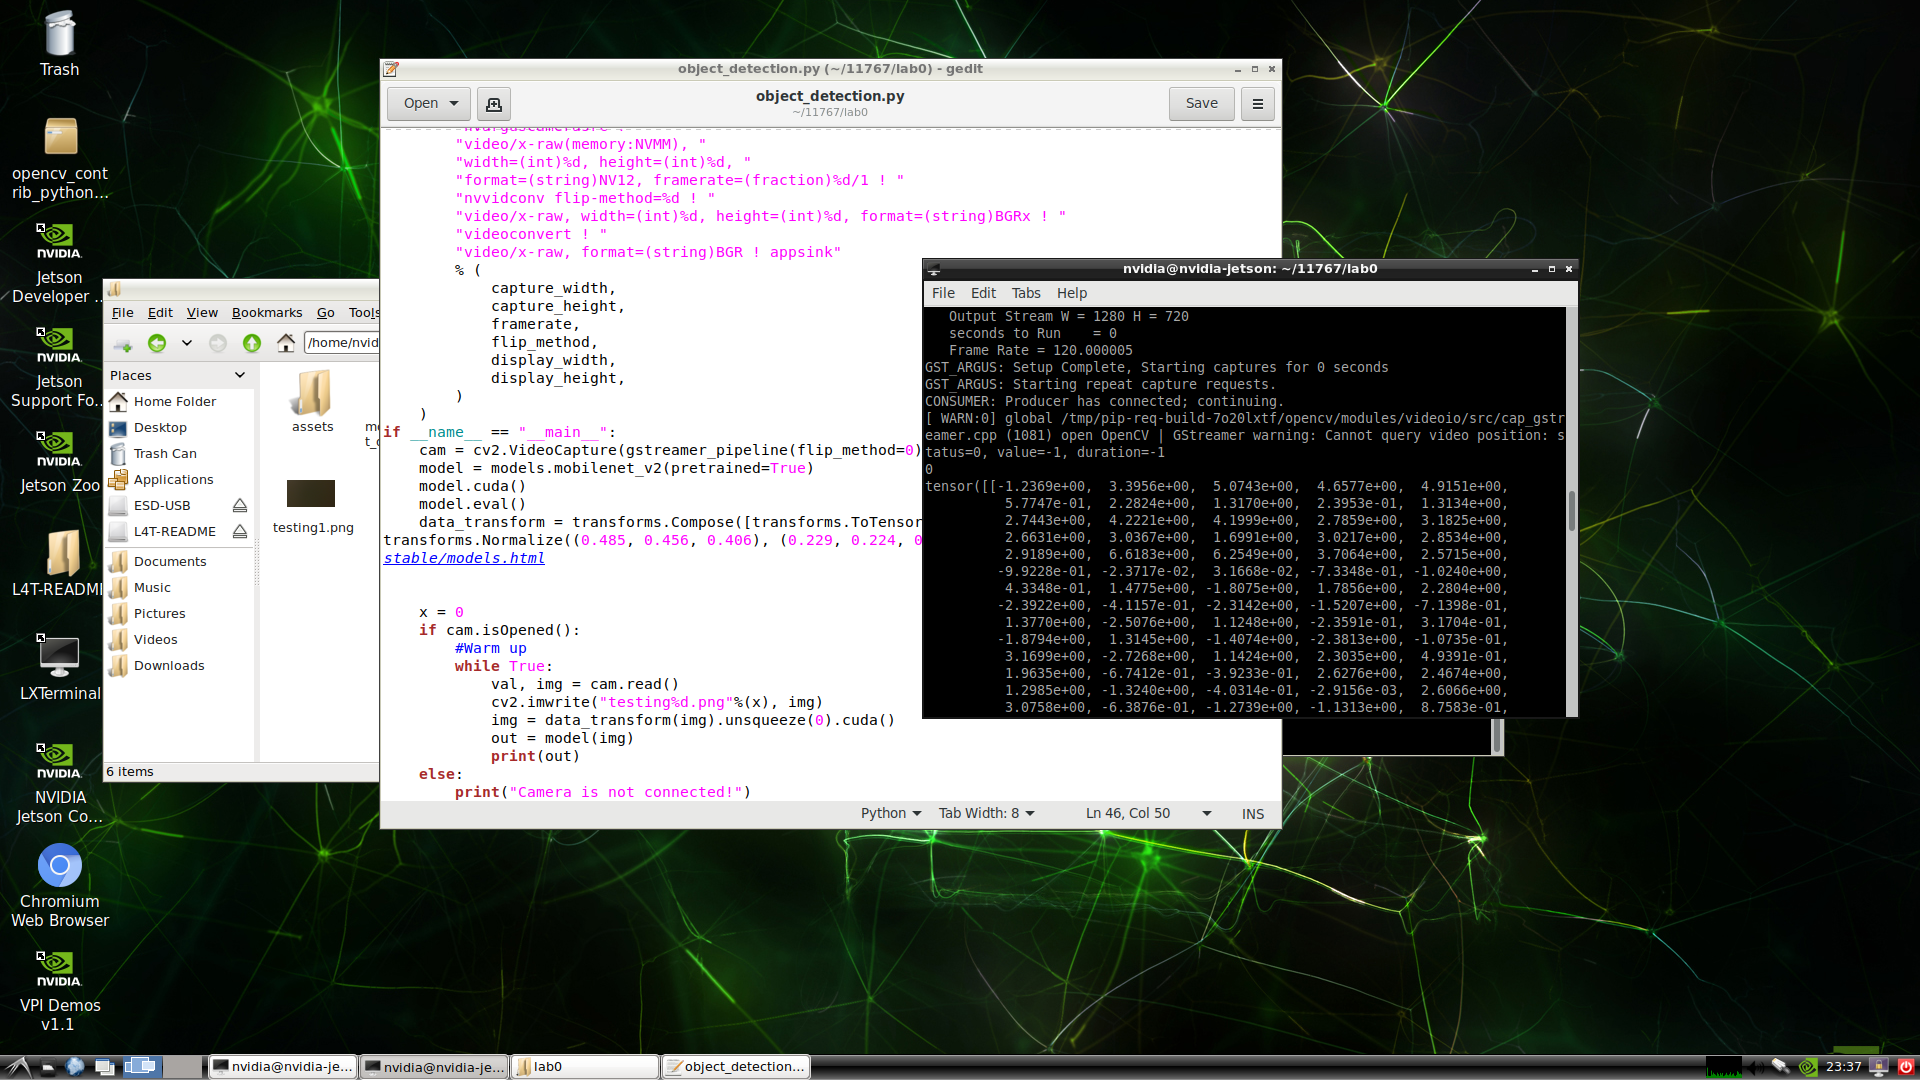 Trash
opencv_cont
rib_python...
NVIDIA
Jetson
Developer ..
NVIDIA
Jetson
Support Fo..
NVIDIA
Jetson Zoo
L4T-README
LXTerminal
NVIDIA
NVIDIA
Jetson Co...
Chromium
Web Browser
NVIDIA
VPI Demos
v1.1
File Edit View Bookmarks Go Tools
/home/nvid
Places
Home Folder
Desktop
Trash Can
Applications
ESD-USB
L4T-README
Documents
Music
Pictures
Videos
Downloads
assets
testing1.png
6 items
object_detection.py (~/11767/lab0) - gedit
Open
object_detection.py
~/11767/lab0
Save
"nvarguscamerasrc ! "
"video/x-raw(memory:NVMM), "
"width=(int)%d, height=(int)%d, "
"format=(string)NV12, framerate=(fraction)%d/1 ! "
"nvvidconv flip-method=%d ! "
"video/x-raw, width=(int)%d, height=(int)%d, format=(string)BGRx ! "
"videoconvert ! "
"video/x-raw, format=(string)BGR ! appsink"
% (
capture_width,
capture_height,
framerate,
flip_method,
display_width,
display_height,
)
)
if __name__ == "__main__":
cam = cv2.VideoCapture(gstreamer_pipeline(flip_method=0)
model = models.mobilenet_v2(pretrained=True)
model.cuda()
model.eval()
data_transform = transforms.Compose([transforms.ToTensor
transforms.Normalize((0.485, 0.456, 0.406), (0.229, 0.224, 0
stable/models.html
x = 0
if cam.isOpened():
#Warm up
while True:
val, img = cam.read()
cv2.imwrite("testing%d.png"%(x), img)
img = data_transform(img).unsqueeze(0).cuda()
out = model(img)
print(out)
else:
print("Camera is not connected!")
Python Tab Width: 8 Ln 46, Col 50 INS
nvidia@nvidia-jetson: ~/11767/lab0
File Edit Tabs Help
Output Stream W = 1280 H = 720
seconds to Run    = 0
Frame Rate = 120.000005
GST_ARGUS: Setup Complete, Starting captures for 0 seconds
GST_ARGUS: Starting repeat capture requests.
CONSUMER: Producer has connected; continuing.
[ WARN:0] global /tmp/pip-req-build-7o20lxtf/opencv/modules/videoio/src/cap_gstr
eamer.cpp (1081) open OpenCV | GStreamer warning: Cannot query video position: s
tatus=0, value=-1, duration=-1
0
tensor([[-1.2369e+00,  3.3956e+00,  5.0743e+00,  4.6577e+00,  4.9151e+00,
5.7747e-01,  2.2824e+00,  1.3170e+00,  2.3953e-01,  1.3134e+00,
2.7443e+00,  4.2221e+00,  4.1999e+00,  2.7859e+00,  3.1825e+00,
2.6631e+00,  3.0367e+00,  1.6991e+00,  3.0217e+00,  2.8534e+00,
2.9189e+00,  6.6183e+00,  6.2549e+00,  3.7064e+00,  2.5715e+00,
-9.9228e-01, -2.3717e-02,  3.1668e-02, -7.3348e-01, -1.0240e+00,
4.3348e-01,  1.4775e+00, -1.8075e+00,  1.7856e+00,  2.2804e+00,
-2.3922e+00, -4.1157e-01, -2.3142e+00, -1.5207e+00, -7.1398e-01,
1.3770e+00, -2.5076e+00,  1.1248e+00, -2.3591e-01,  3.1704e-01,
-1.8794e+00,  1.3145e+00, -1.4074e+00, -2.3813e+00, -1.0735e-01,
3.1699e+00, -2.7268e+00,  1.1424e+00,  2.3035e+00,  4.9391e-01,
1.9635e+00, -6.7412e-01, -3.9233e-01,  2.6276e+00,  2.4674e+00,
1.2985e+00, -1.3240e+00, -4.0314e-01, -2.9156e-03,  2.6066e+00,
3.0758e+00, -6.3876e-01, -1.2739e+00, -1.1313e+00,  8.7583e-01,
nvidia@nvidia-je...
nvidia@nvidia-je...
lab0
object_detection...
23:37